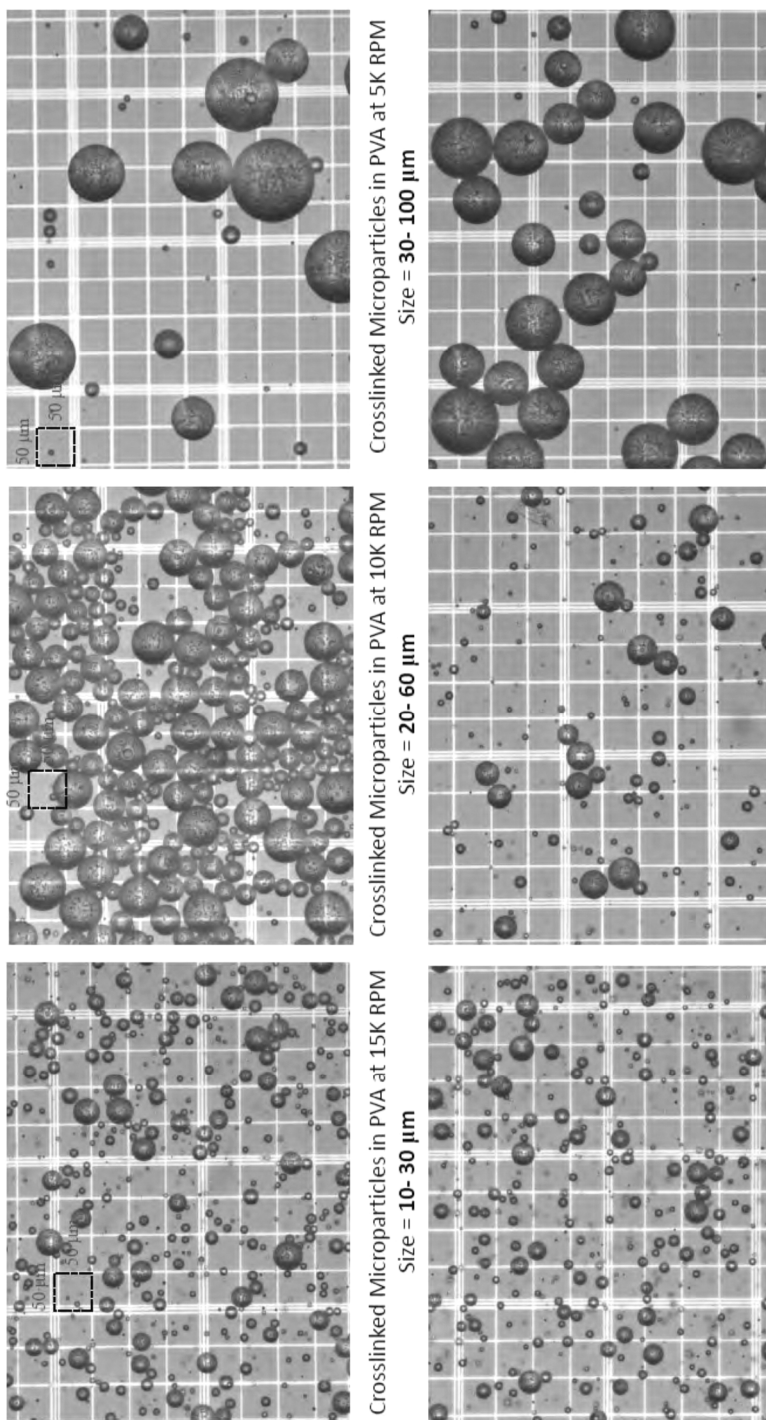 50 μm
50 μm
Crosslinked Microparticles in PVA at 15K RPM
Size = 10- 30 μm
50 μm
Crosslinked Microparticles in PVA at 10K RPM
Size = 20- 60 μm
50 μm
50 μm
Crosslinked Microparticles in PVA at 5K RPM
Size = 30- 100 μm